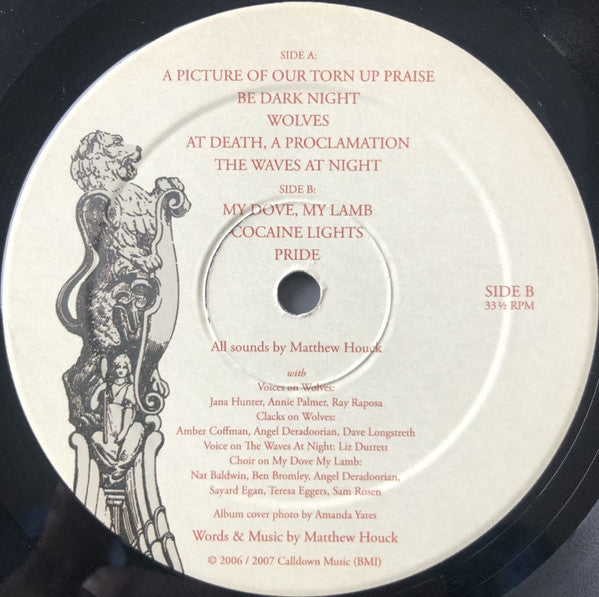 SIDE A:
A PICTURE OF OUR TORN UP PRAISE
BE DARK NIGHT
WOLVES
AT DEATH, A PROCLAMATION
THE WAVES AT NIGHT
SIDE B:
MY DOVE, MY LAMB
COCAINE LIGHTS
PRIDE
SIDE B
33 ½ RPM
All sounds by Matthew Houck
with
Voices on Wolves:
Jana Hunter, Annie Palmer, Ray Raposa
Clacks on Wolves:
Amber Coffman, Angel Deradoorian, Dave Longstreth
Voice on The Waves At Night: Liz Durrett
Choir on My Dove My Lamb:
Nat Baldwin, Ben Bromley, Angel Deradoorian,
Sayard Egan, Teresa Eggers, Sam Rosen
Album cover photo by Amanda Yates
Words & Music by Matthew Houck
© 2006 / 2007 Calldown Music (BMI)